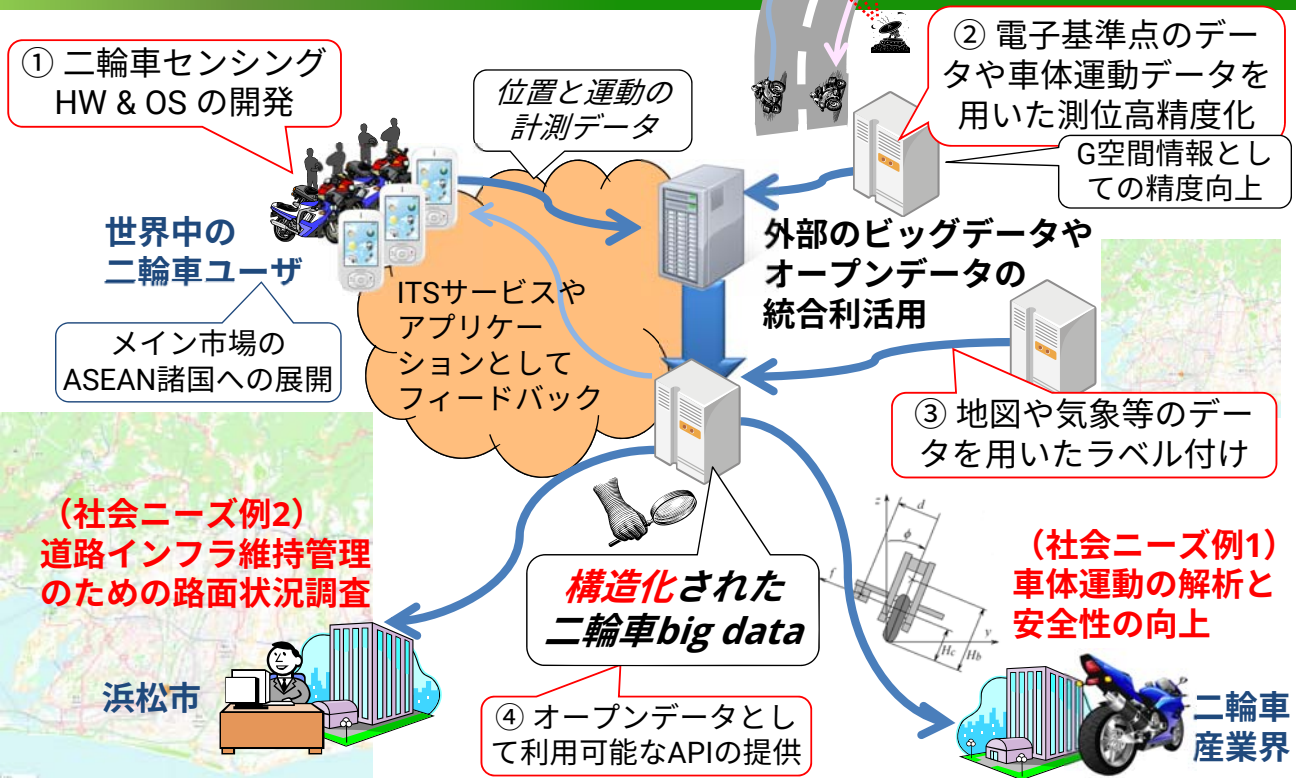 ① 二輪車センシング
HW & OS の開発
位置と運動の
計測データ
② 電子基準点のデー
タや車体運動データを
用いた測位高精度化
G空間情報とし
ての精度向上
世界中の
二輪車ユーザ
メイン市場の
ASEAN諸国への展開
ITSサービスや
アプリケー
ションとして
フィードバック
外部のビッグデータや
オープンデータの
統合利活用
③ 地図や気象等のデー
タを用いたラベル付け
(社会ニーズ例2)
道路インフラ維持管理
のための路面状況調査
浜松市
構造化された
二輪車big data
④ オープンデータとし
て利用可能なAPIの提供
z
d
ϕ
f
y
Hc
Hb
(社会ニーズ例1)
車体運動の解析と
安全性の向上
二輪車
産業界